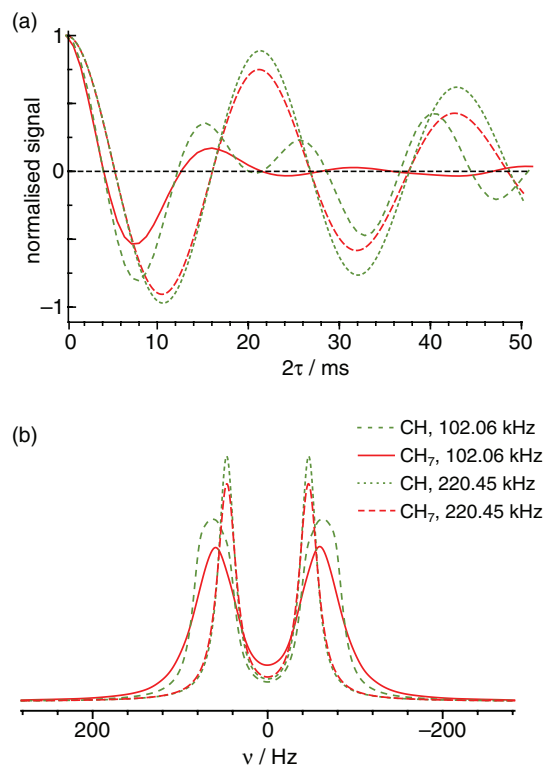 (a)
1
0
−1
normalised signal
0 10 20 30 40 50
2τ / ms
(b)
CH, 102.06 kHz
CH₇, 102.06 kHz
CH, 220.45 kHz
CH₇, 220.45 kHz
200 0 −200
ν / Hz